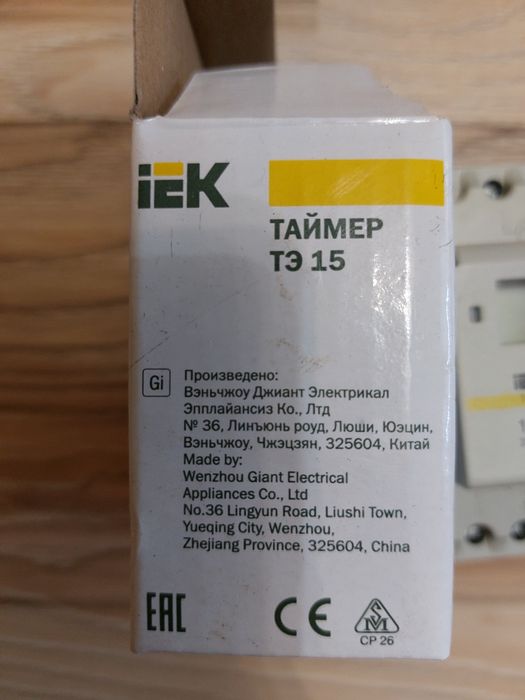 iEK
ТАЙМЕР
ТЭ 15
Gi
Произведено:
Вэньчжоу Джиант Электрикал
Эпплайансиз Ко., Лтд
№ 36, Линъюнь роуд, Люши, Юэцин,
Вэньчжоу, Чжэцзян, 325604, Китай
Made by:
Wenzhou Giant Electrical
Appliances Co., Ltd
No.36 Lingyun Road, Liushi Town,
Yueqing City, Wenzhou,
Zhejiang Province, 325604, China
EAC
CE
СР 26